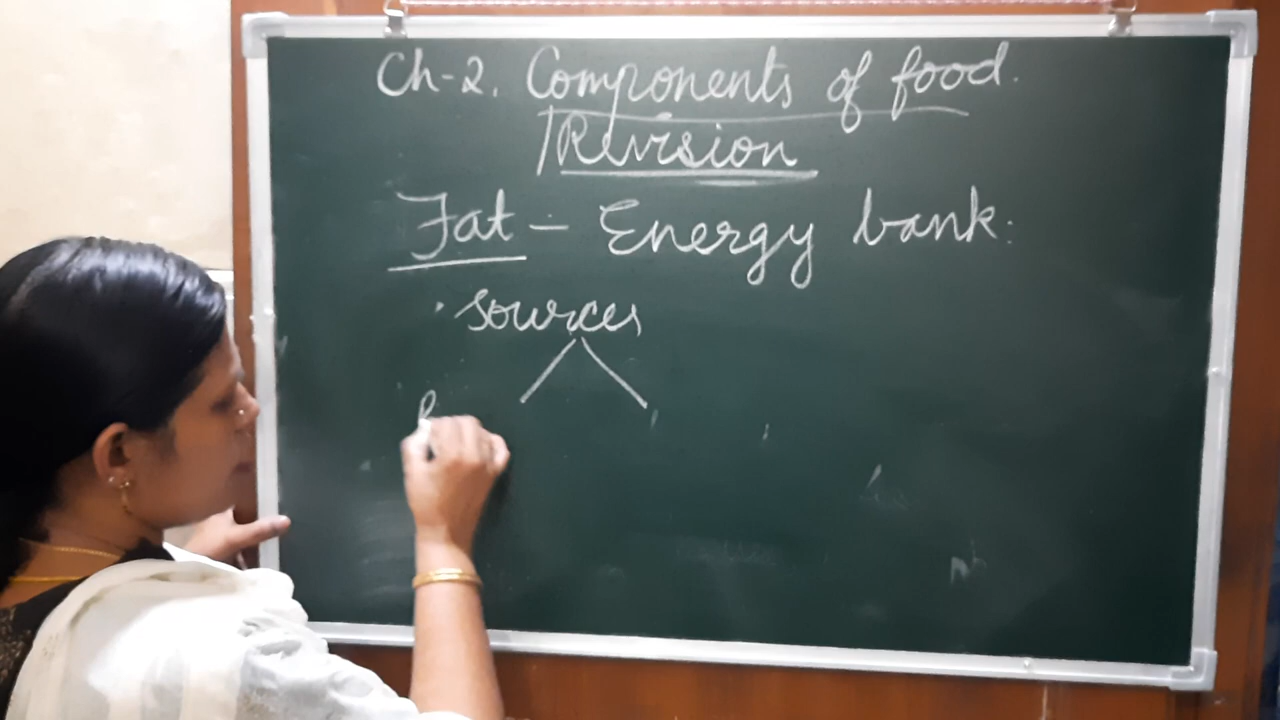 Ch-2. Components of food.
Revision
Fat - Energy bank:
· sources